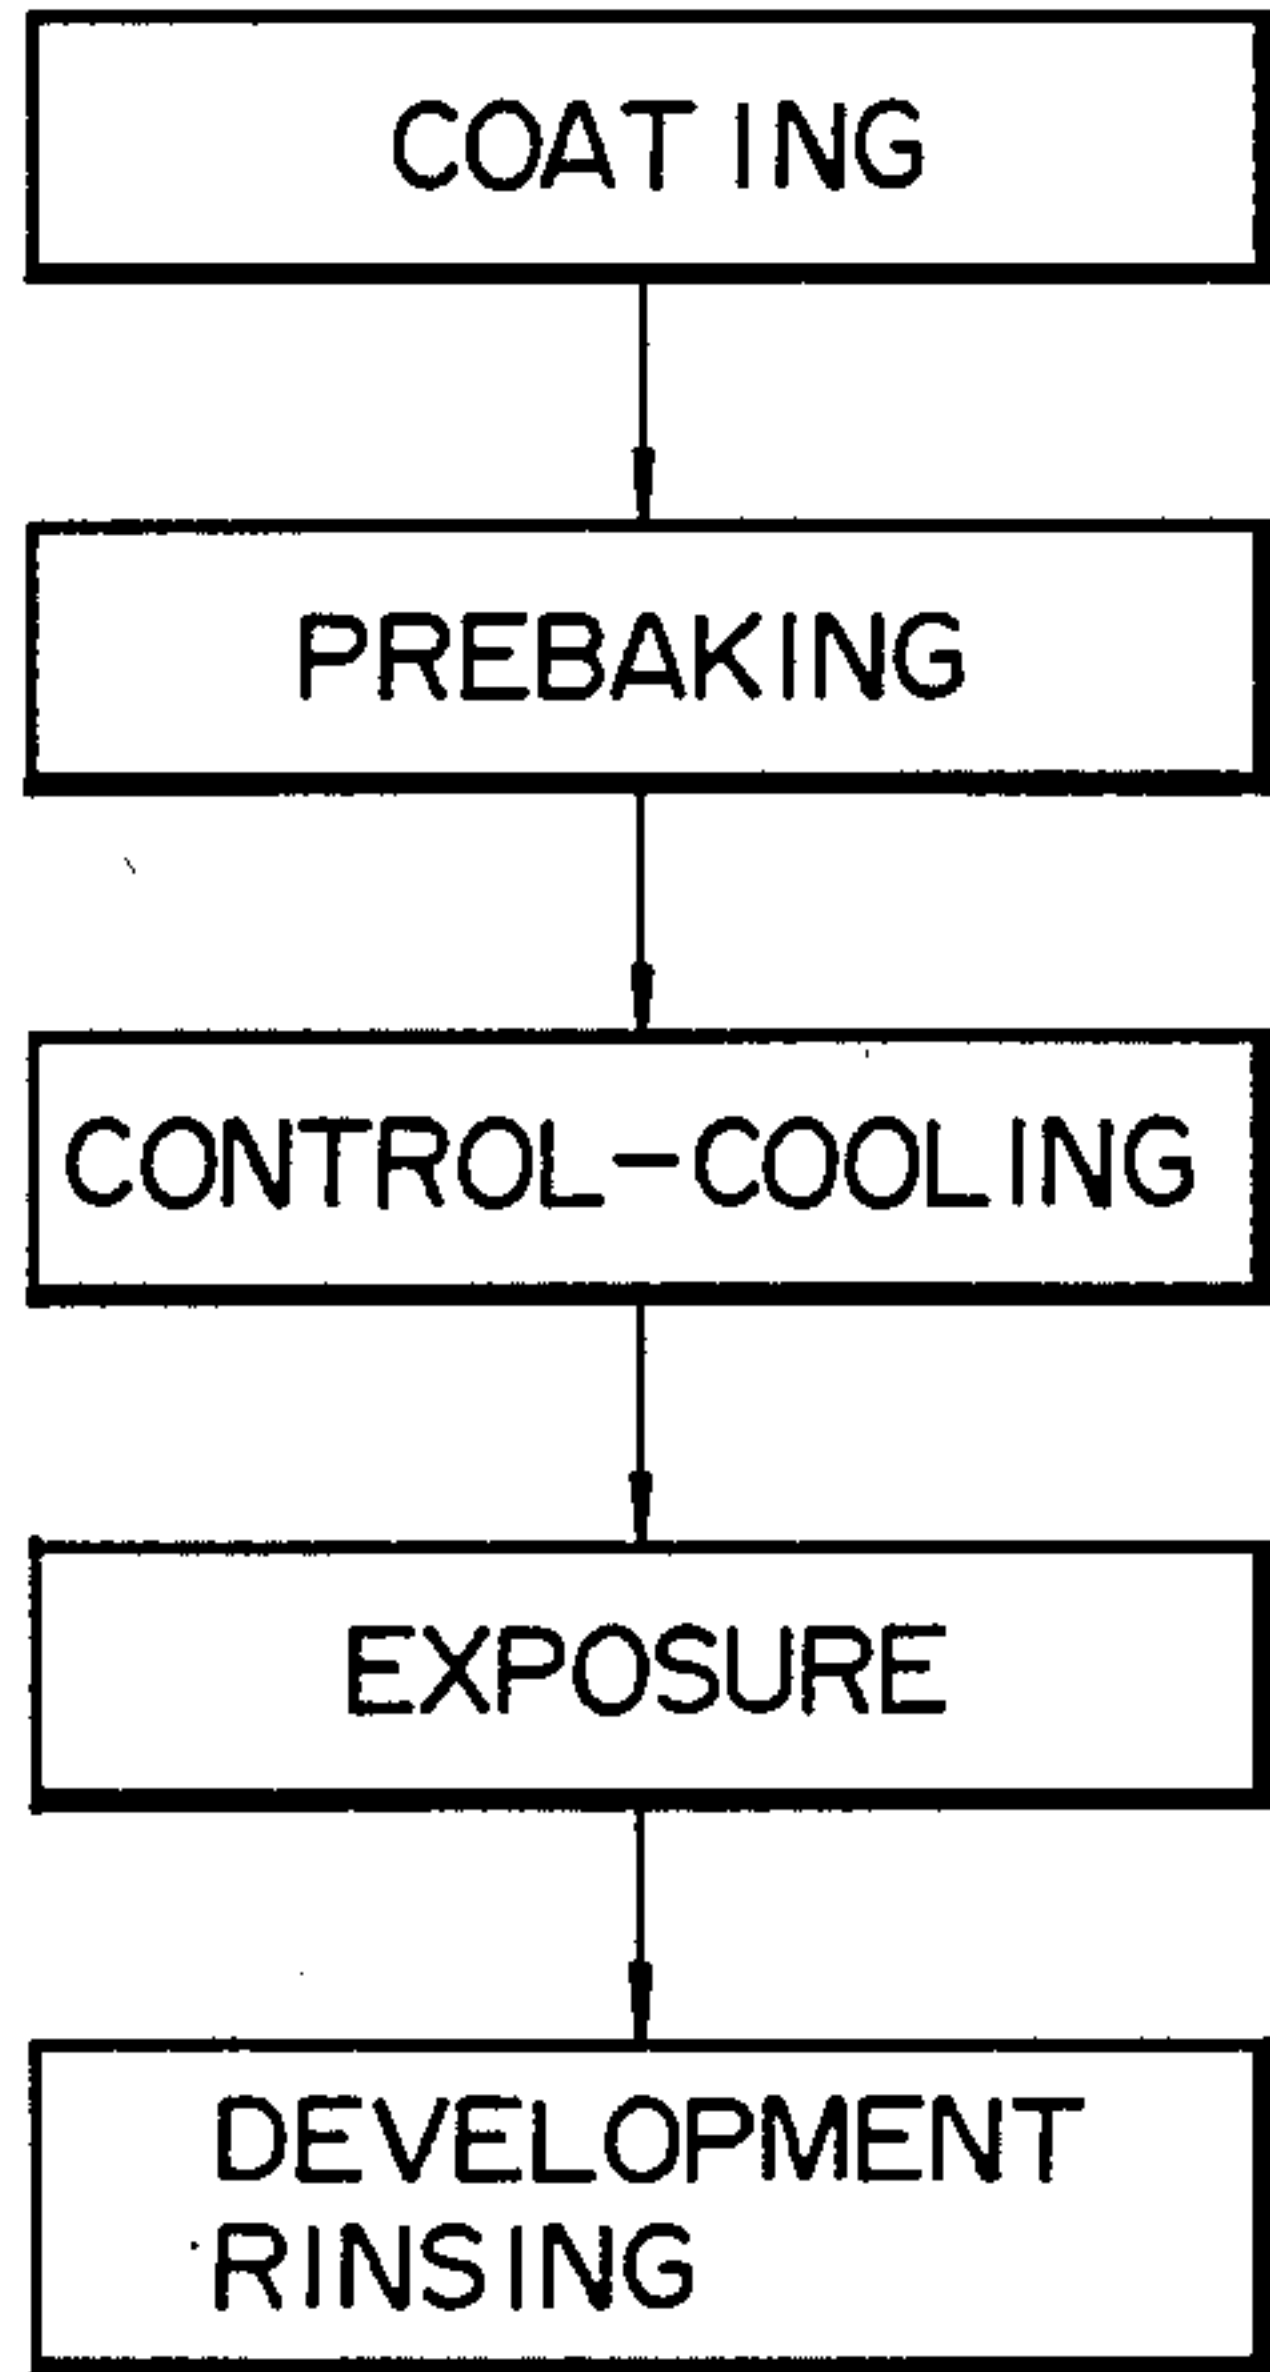 COATING
PREBAKING
CONTROL-COOLING
EXPOSURE
DEVELOPMENT
RINSING